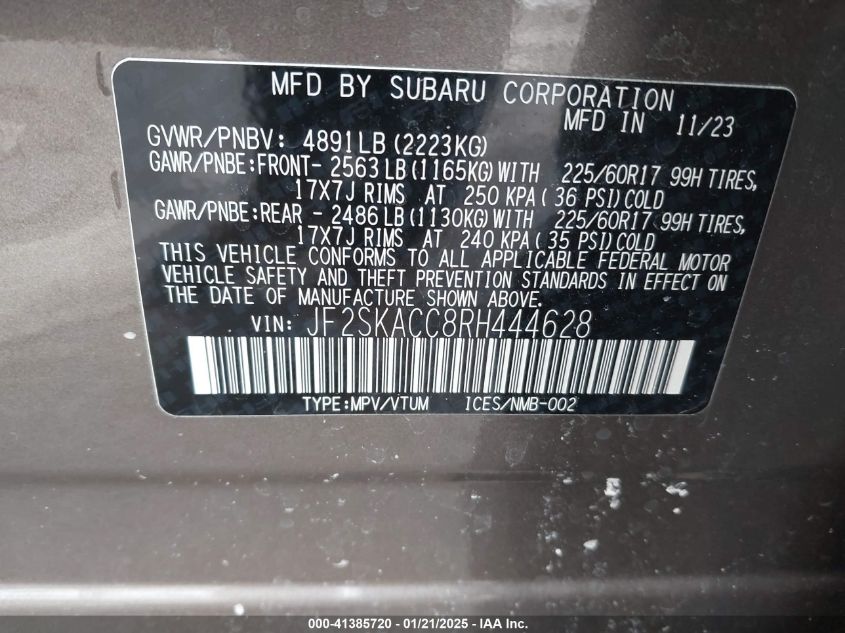 MFD BY SUBARU CORPORATION
MFD IN 11/23
GVWR/PNBV: 4891LB(2223KG)
GAWR/PNBE:FRONT- 2563LB(1165KG)WITH 225/60R17 99H TIRES,
17X7J RIMS AT 250 KPA( 36 PSI)COLD
GAWR/PNBE:REAR - 2486LB(1130KG)WITH 225/60R17 99H TIRES,
17X7J RIMS AT 240 KPA( 35 PSI)COLD
THIS VEHICLE CONFORMS TO ALL APPLICABLE FEDERAL MOTOR
VEHICLE SAFETY AND THEFT PREVENTION STANDARDS IN EFFECT ON
THE DATE OF MANUFACTURE SHOWN ABOVE.
VIN: JF2SKACC8RH444628
TYPE:MPV/VTUM ICES/NMB-002
000-41385720 — 01/21/2025 — IAA Inc.